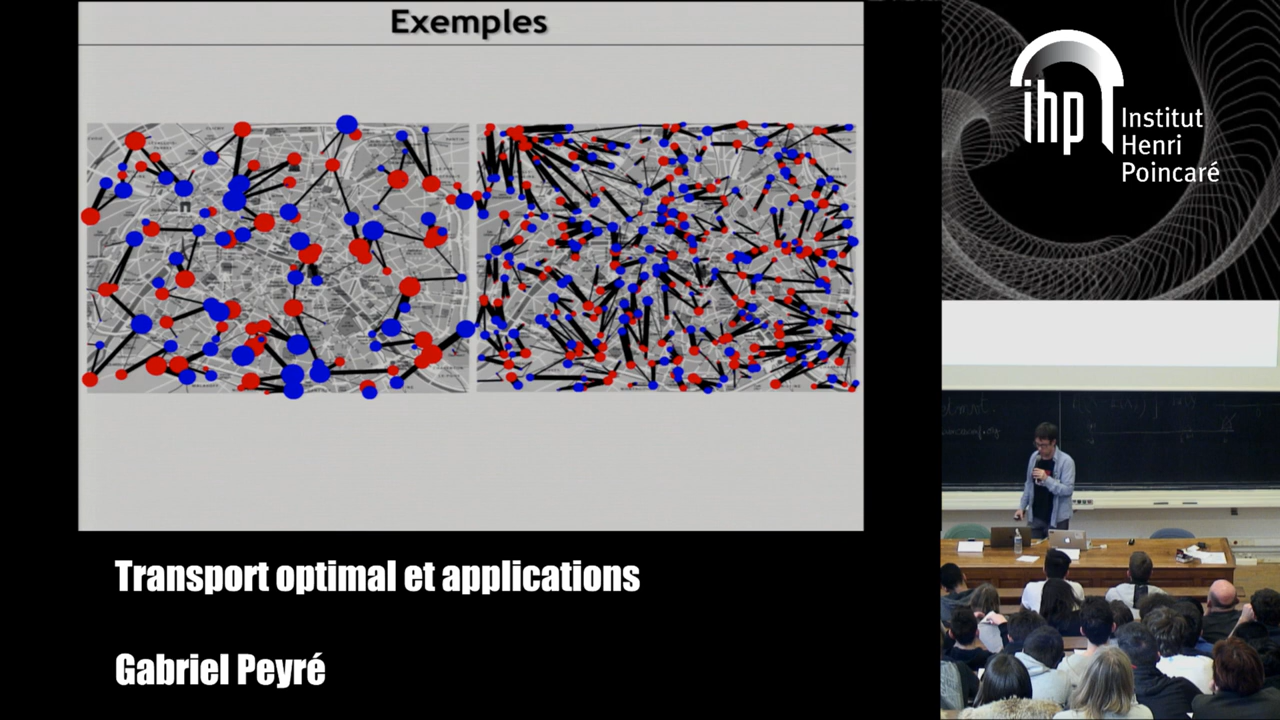 Exemples
ihp
Institut
Henri
Poincaré
Transport optimal et applications
Gabriel Peyré